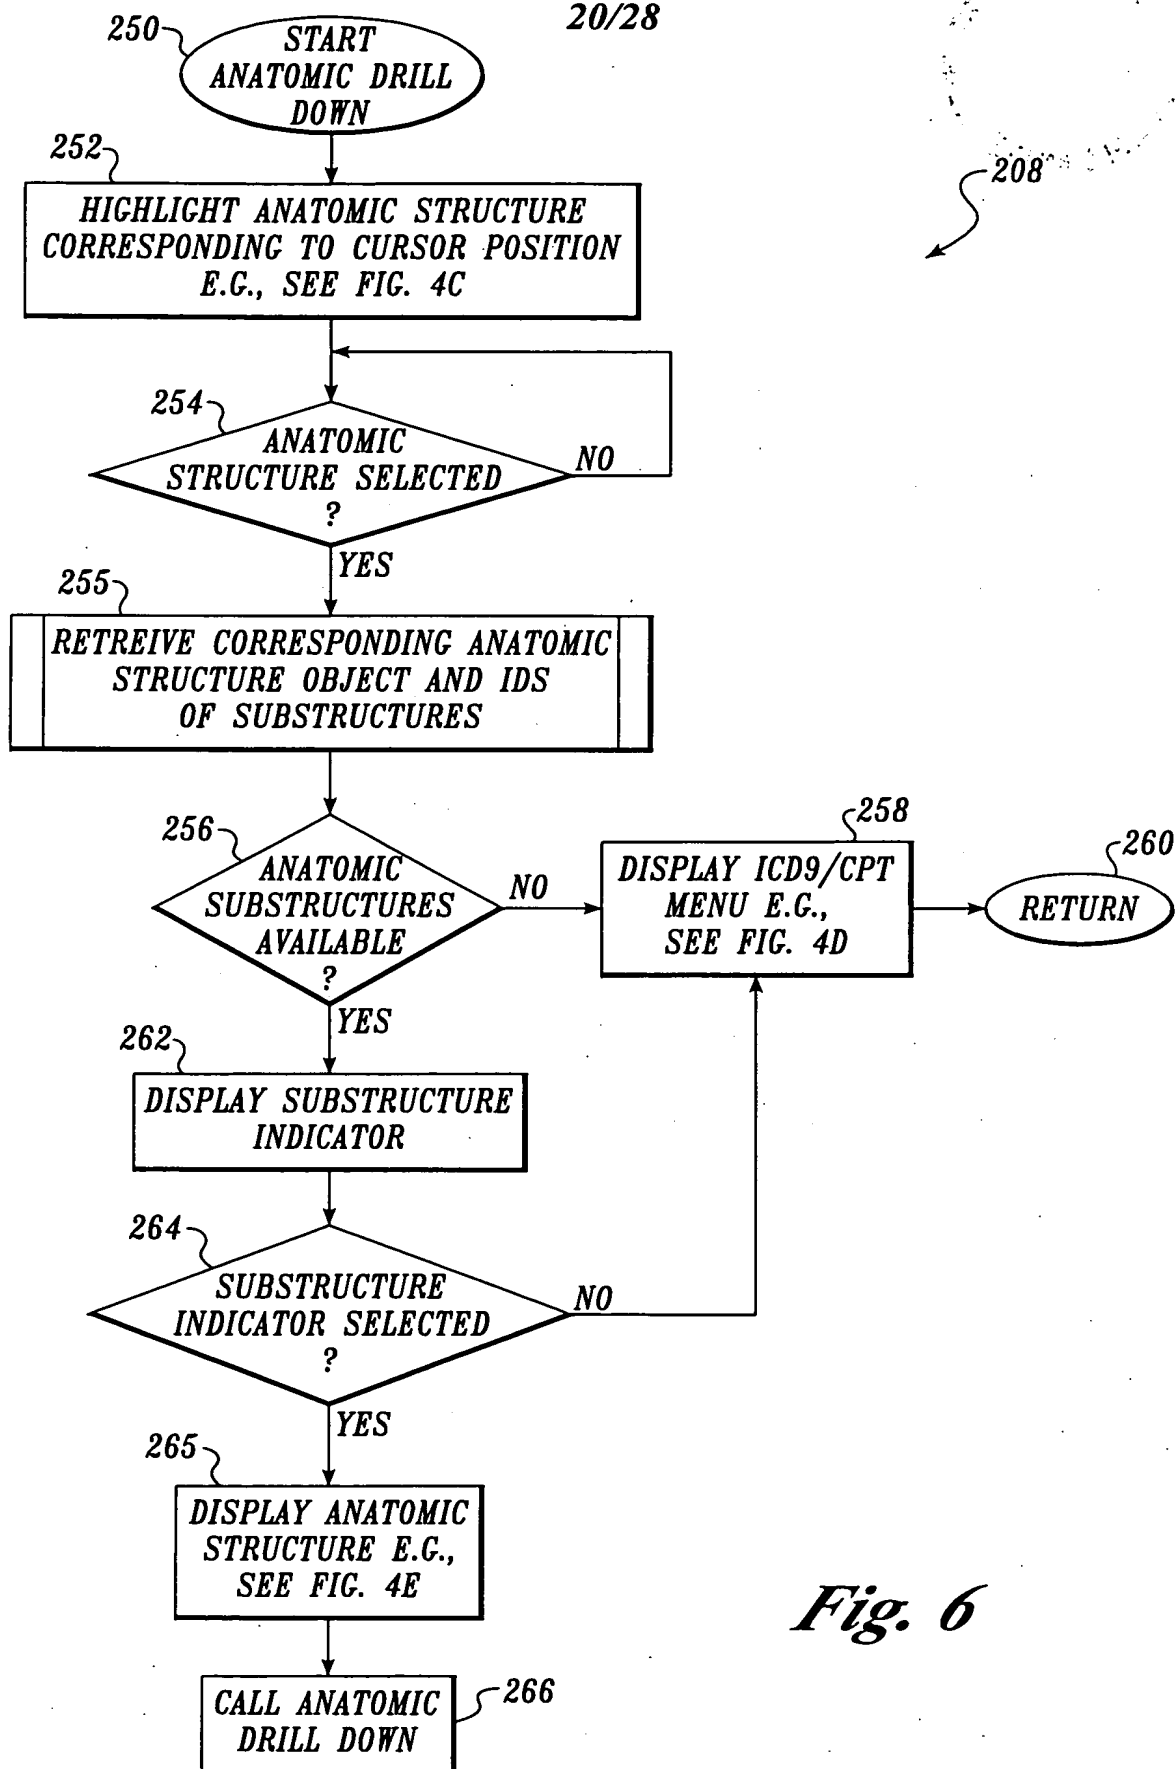 20/28
250
START
ANATOMIC DRILL
DOWN
208
252
HIGHLIGHT ANATOMIC STRUCTURE
CORRESPONDING TO CURSOR POSITION
E.G., SEE FIG. 4C
254
ANATOMIC
STRUCTURE SELECTED
?
NO
YES
255
RETREIVE CORRESPONDING ANATOMIC
STRUCTURE OBJECT AND IDS
OF SUBSTRUCTURES
256
ANATOMIC
SUBSTRUCTURES
AVAILABLE
?
NO
YES
258
DISPLAY ICD9/CPT
MENU E.G.,
SEE FIG. 4D
260
RETURN
262
DISPLAY SUBSTRUCTURE
INDICATOR
264
SUBSTRUCTURE
INDICATOR SELECTED
?
NO
YES
265
DISPLAY ANATOMIC
STRUCTURE E.G.,
SEE FIG. 4E
266
CALL ANATOMIC
DRILL DOWN
Fig. 6